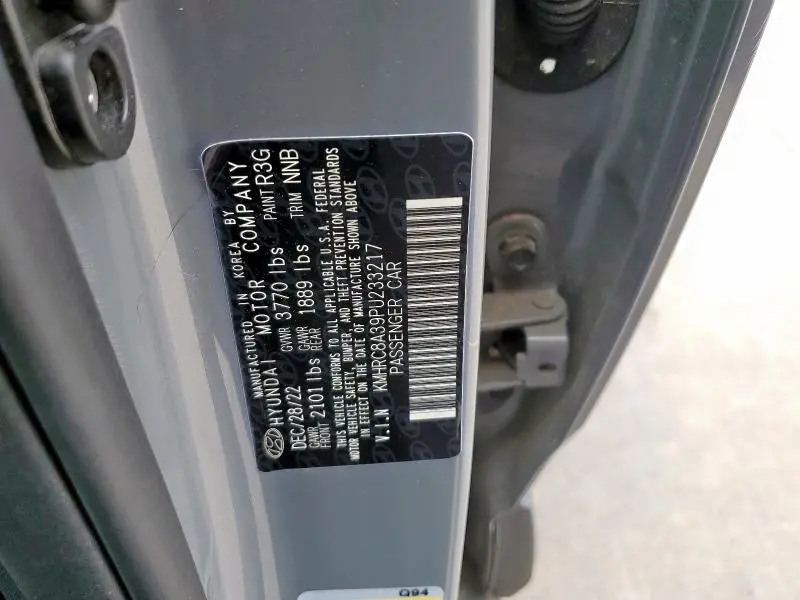 MANUFACTURED IN KOREA BY
HYUNDAI MOTOR COMPANY
DEC/28/22 GVWR 3770 lbs PAINT R3G
GAWR FRONT 2101 lbs GAWR REAR 1889 lbs TRIM NNB
THIS VEHICLE CONFORMS TO ALL APPLICABLE U.S.A. FEDERAL
MOTOR VEHICLE SAFETY, BUMPER, AND THEFT PREVENTION STANDARDS
IN EFFECT ON THE DATE OF MANUFACTURE SHOWN ABOVE
V.I.N KMHRC8A39PU233217
PASSENGER CAR
Q94